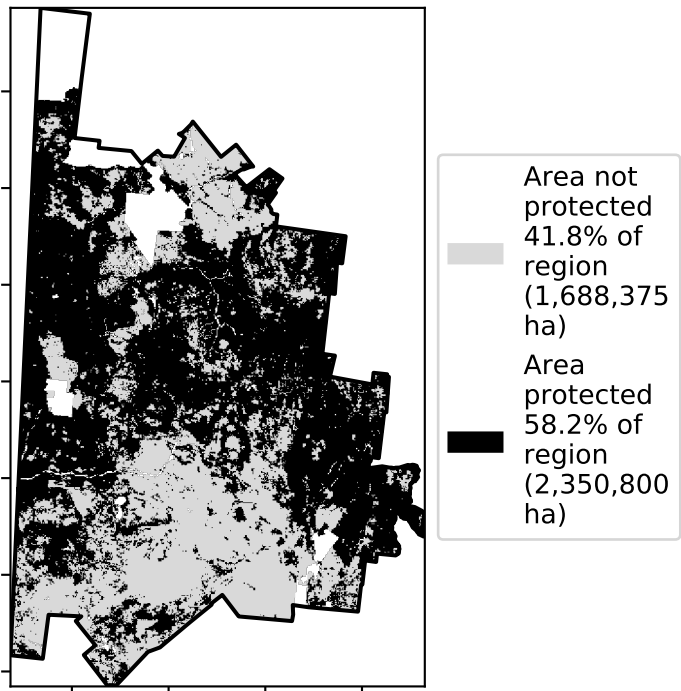 Area not
protected
41.8% of
region
(1,688,375
ha)
Area
protected
58.2% of
region
(2,350,800
ha)